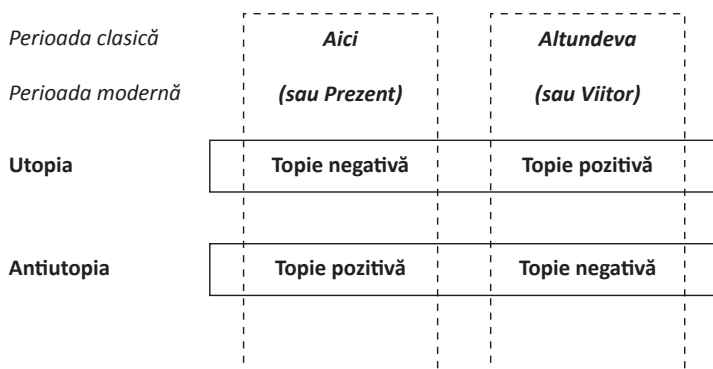 Perioada clasică Aici Altundeva
Perioada modernă (sau Prezent) (sau Viitor)
Utopia Topie negativă Topie pozitivă
Antiutopia Topie pozitivă Topie negativă